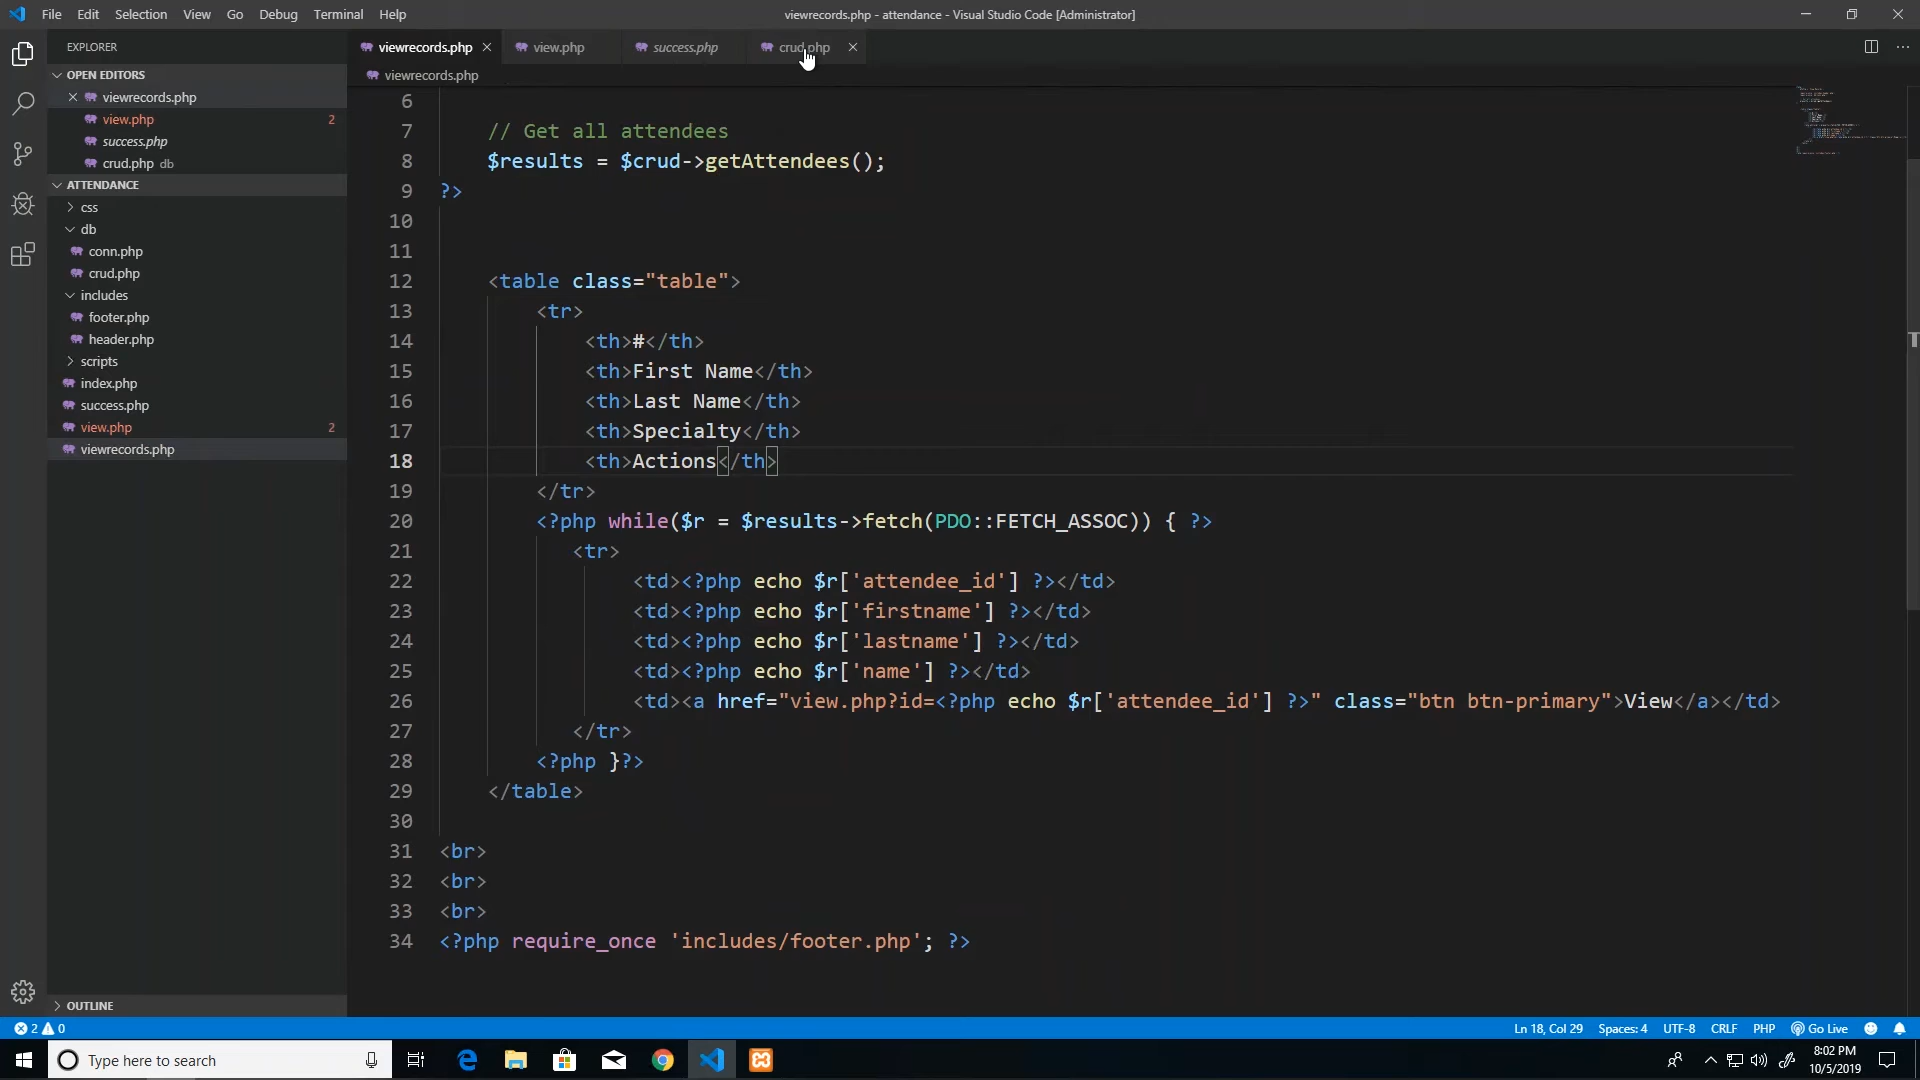 File Edit Selection View Go Debug Terminal Help
viewrecords.php - attendance - Visual Studio Code [Administrator]
EXPLORER
viewrecords.php
view.php
success.php
crud.php
OPEN EDITORS
viewrecords.php
view.php 2
success.php
crud.php db
ATTENDANCE
css
db
conn.php
crud.php
includes
footer.php
header.php
scripts
index.php
success.php
view.php 2
viewrecords.php
OUTLINE
viewrecords.php
6
7 // Get all attendees
8 $results = $crud->getAttendees();
9 ?>
10
11
12 <table class="table">
13 <tr>
14 <th>#</th>
15 <th>First Name</th>
16 <th>Last Name</th>
17 <th>Specialty</th>
18 <th>Actions</th>
19 </tr>
20 <?php while($r = $results->fetch(PDO::FETCH_ASSOC)) { ?>
21 <tr>
22 <td><?php echo $r['attendee_id'] ?></td>
23 <td><?php echo $r['firstname'] ?></td>
24 <td><?php echo $r['lastname'] ?></td>
25 <td><?php echo $r['name'] ?></td>
26 <td><a href="view.php?id=<?php echo $r['attendee_id'] ?>" class="btn btn-primary">View</a></td>
27 </tr>
28 <?php }?>
29 </table>
30
31 <br>
32 <br>
33 <br>
34 <?php require_once 'includes/footer.php'; ?>
2 0
Ln 18, Col 29 Spaces: 4 UTF-8 CRLF PHP Go Live
Type here to search
8:02 PM
10/5/2019